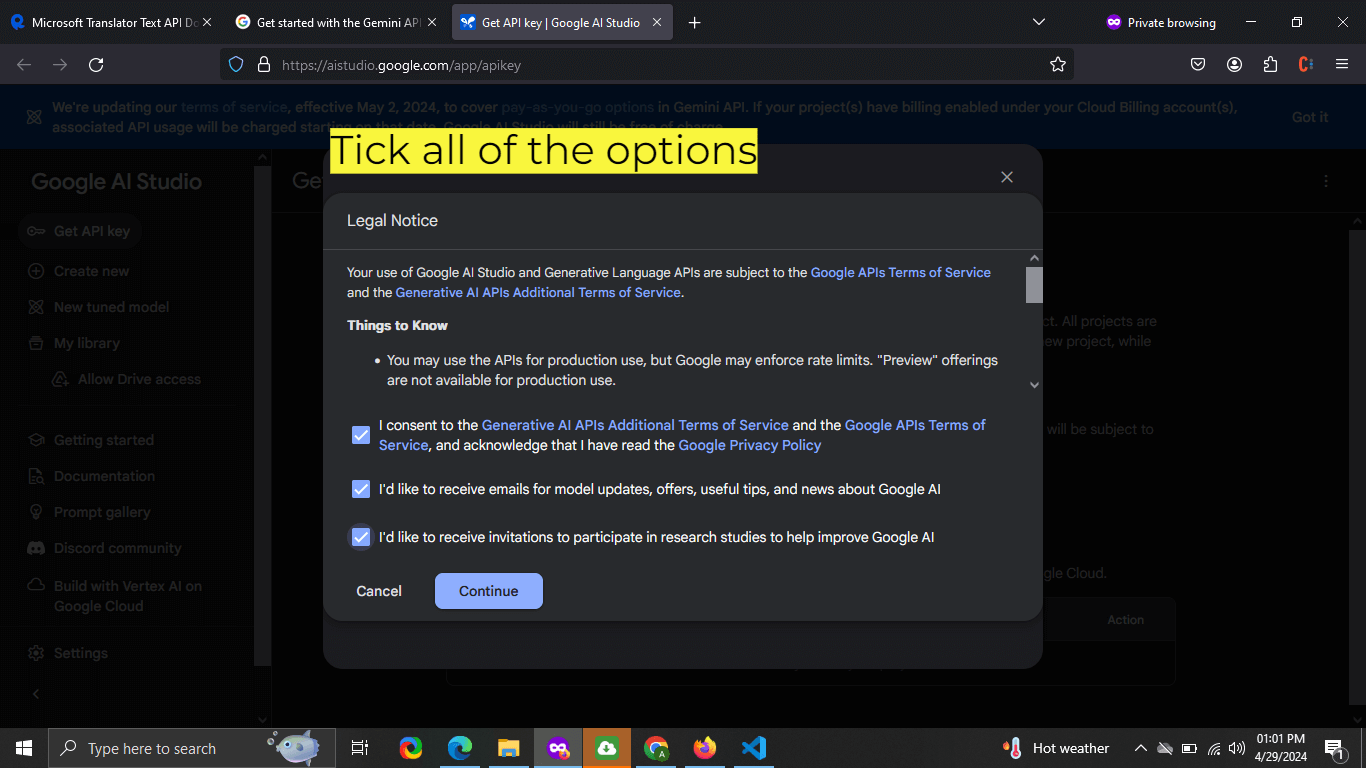 Microsoft Translator Text API Do
Get started with the Gemini API
Get API key | Google AI Studio
Private browsing
https://aistudio.google.com/app/apikey
We're updating our terms of service, effective May 2, 2024, to cover pay-as-you-go options in Gemini API. If your project(s) have billing enabled under your Cloud Billing account(s),
associated API usage will be charged starting on that date. Google AI Studio will still be free of charge.
Got it
Tick all of the options
Google AI Studio
Ge
Get API key
Create new
New tuned model
My library
Allow Drive access
Getting started
Documentation
Prompt gallery
Discord community
Build with Vertex AI on
Google Cloud
Settings
Legal Notice
Your use of Google AI Studio and Generative Language APIs are subject to the Google APIs Terms of Service
and the Generative AI APIs Additional Terms of Service.
Things to Know
• You may use the APIs for production use, but Google may enforce rate limits. "Preview" offerings
are not available for production use.
I consent to the Generative AI APIs Additional Terms of Service and the Google APIs Terms of
Service, and acknowledge that I have read the Google Privacy Policy
I'd like to receive emails for model updates, offers, useful tips, and news about Google AI
I'd like to receive invitations to participate in research studies to help improve Google AI
Cancel
Continue
ct. All projects are
ew project, while
will be subject to
gle Cloud.
Action
Type here to search
Hot weather
01:01 PM
4/29/2024
1